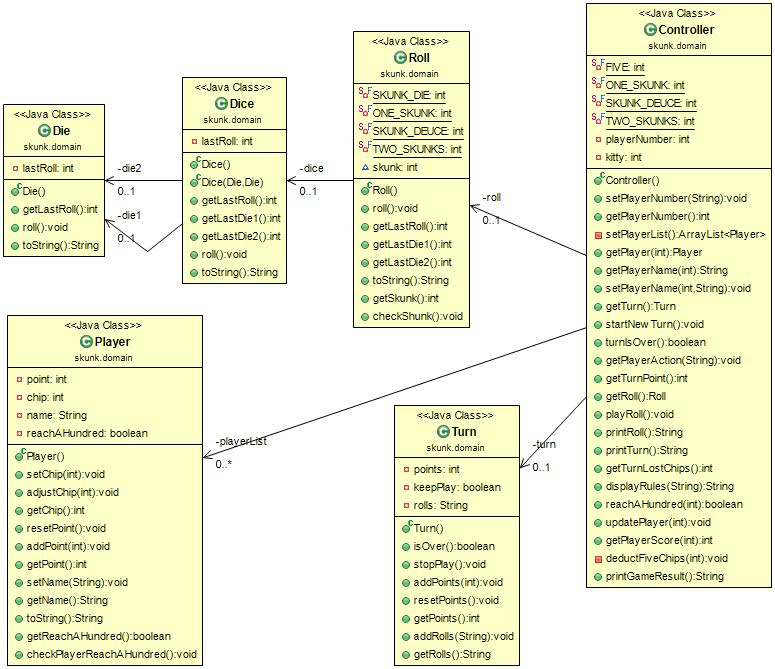 <<Java Class>>
Die
skunk.domain
lastRoll: int
Die()
getLastRoll():int
roll():void
toString():String
-die2
0..1
-die1
0..1
<<Java Class>>
Dice
skunk.domain
lastRoll: int
Dice()
Dice(Die,Die)
getLastRoll():int
getLastDie1():int
getLastDie2():int
roll():void
toString():String
-dice
0..1
<<Java Class>>
Roll
skunk.domain
SKUNK_DIE: int
ONE_SKUNK: int
SKUNK_DEUCE: int
TWO_SKUNKS: int
skunk: int
Roll()
roll():void
getLastRoll():int
getLastDie1():int
getLastDie2():int
toString():String
getSkunk():int
checkShunk():void
-roll
0..1
<<Java Class>>
Controller
skunk.domain
FIVE: int
ONE_SKUNK: int
SKUNK_DEUCE: int
TWO_SKUNKS: int
playerNumber: int
kitty: int
Controller()
setPlayerNumber(String):void
getPlayerNumber():int
setPlayerList():ArrayList<Player>
getPlayer(int):Player
getPlayerName(int):String
setPlayerName(int,String):void
getTurn():Turn
startNewTurn():void
turnIsOver():boolean
getPlayerAction(String):void
getTurnPoint():int
getRoll():Roll
playRoll():void
printRoll():String
printTurn():String
getTurnLostChips():int
displayRules(String):String
reachAHundred(int):boolean
updatePlayer(int):void
getPlayerScore(int):int
deductFiveChips(int):void
printGameResult():String
<<Java Class>>
Player
skunk.domain
point: int
chip: int
name: String
reachAHundred: boolean
Player()
setChip(int):void
adjustChip(int):void
getChip():int
resetPoint():void
addPoint(int):void
getPoint():int
setName(String):void
getName():String
toString():String
getReachAHundred():boolean
checkPlayerReachAHundred():void
-playerList
0..*
<<Java Class>>
Turn
skunk.domain
points: int
keepPlay: boolean
rolls: String
Turn()
isOver():boolean
stopPlay():void
addPoints(int):void
resetPoints():void
getPoints():int
addRolls(String):void
getRolls():String
-turn
0..1